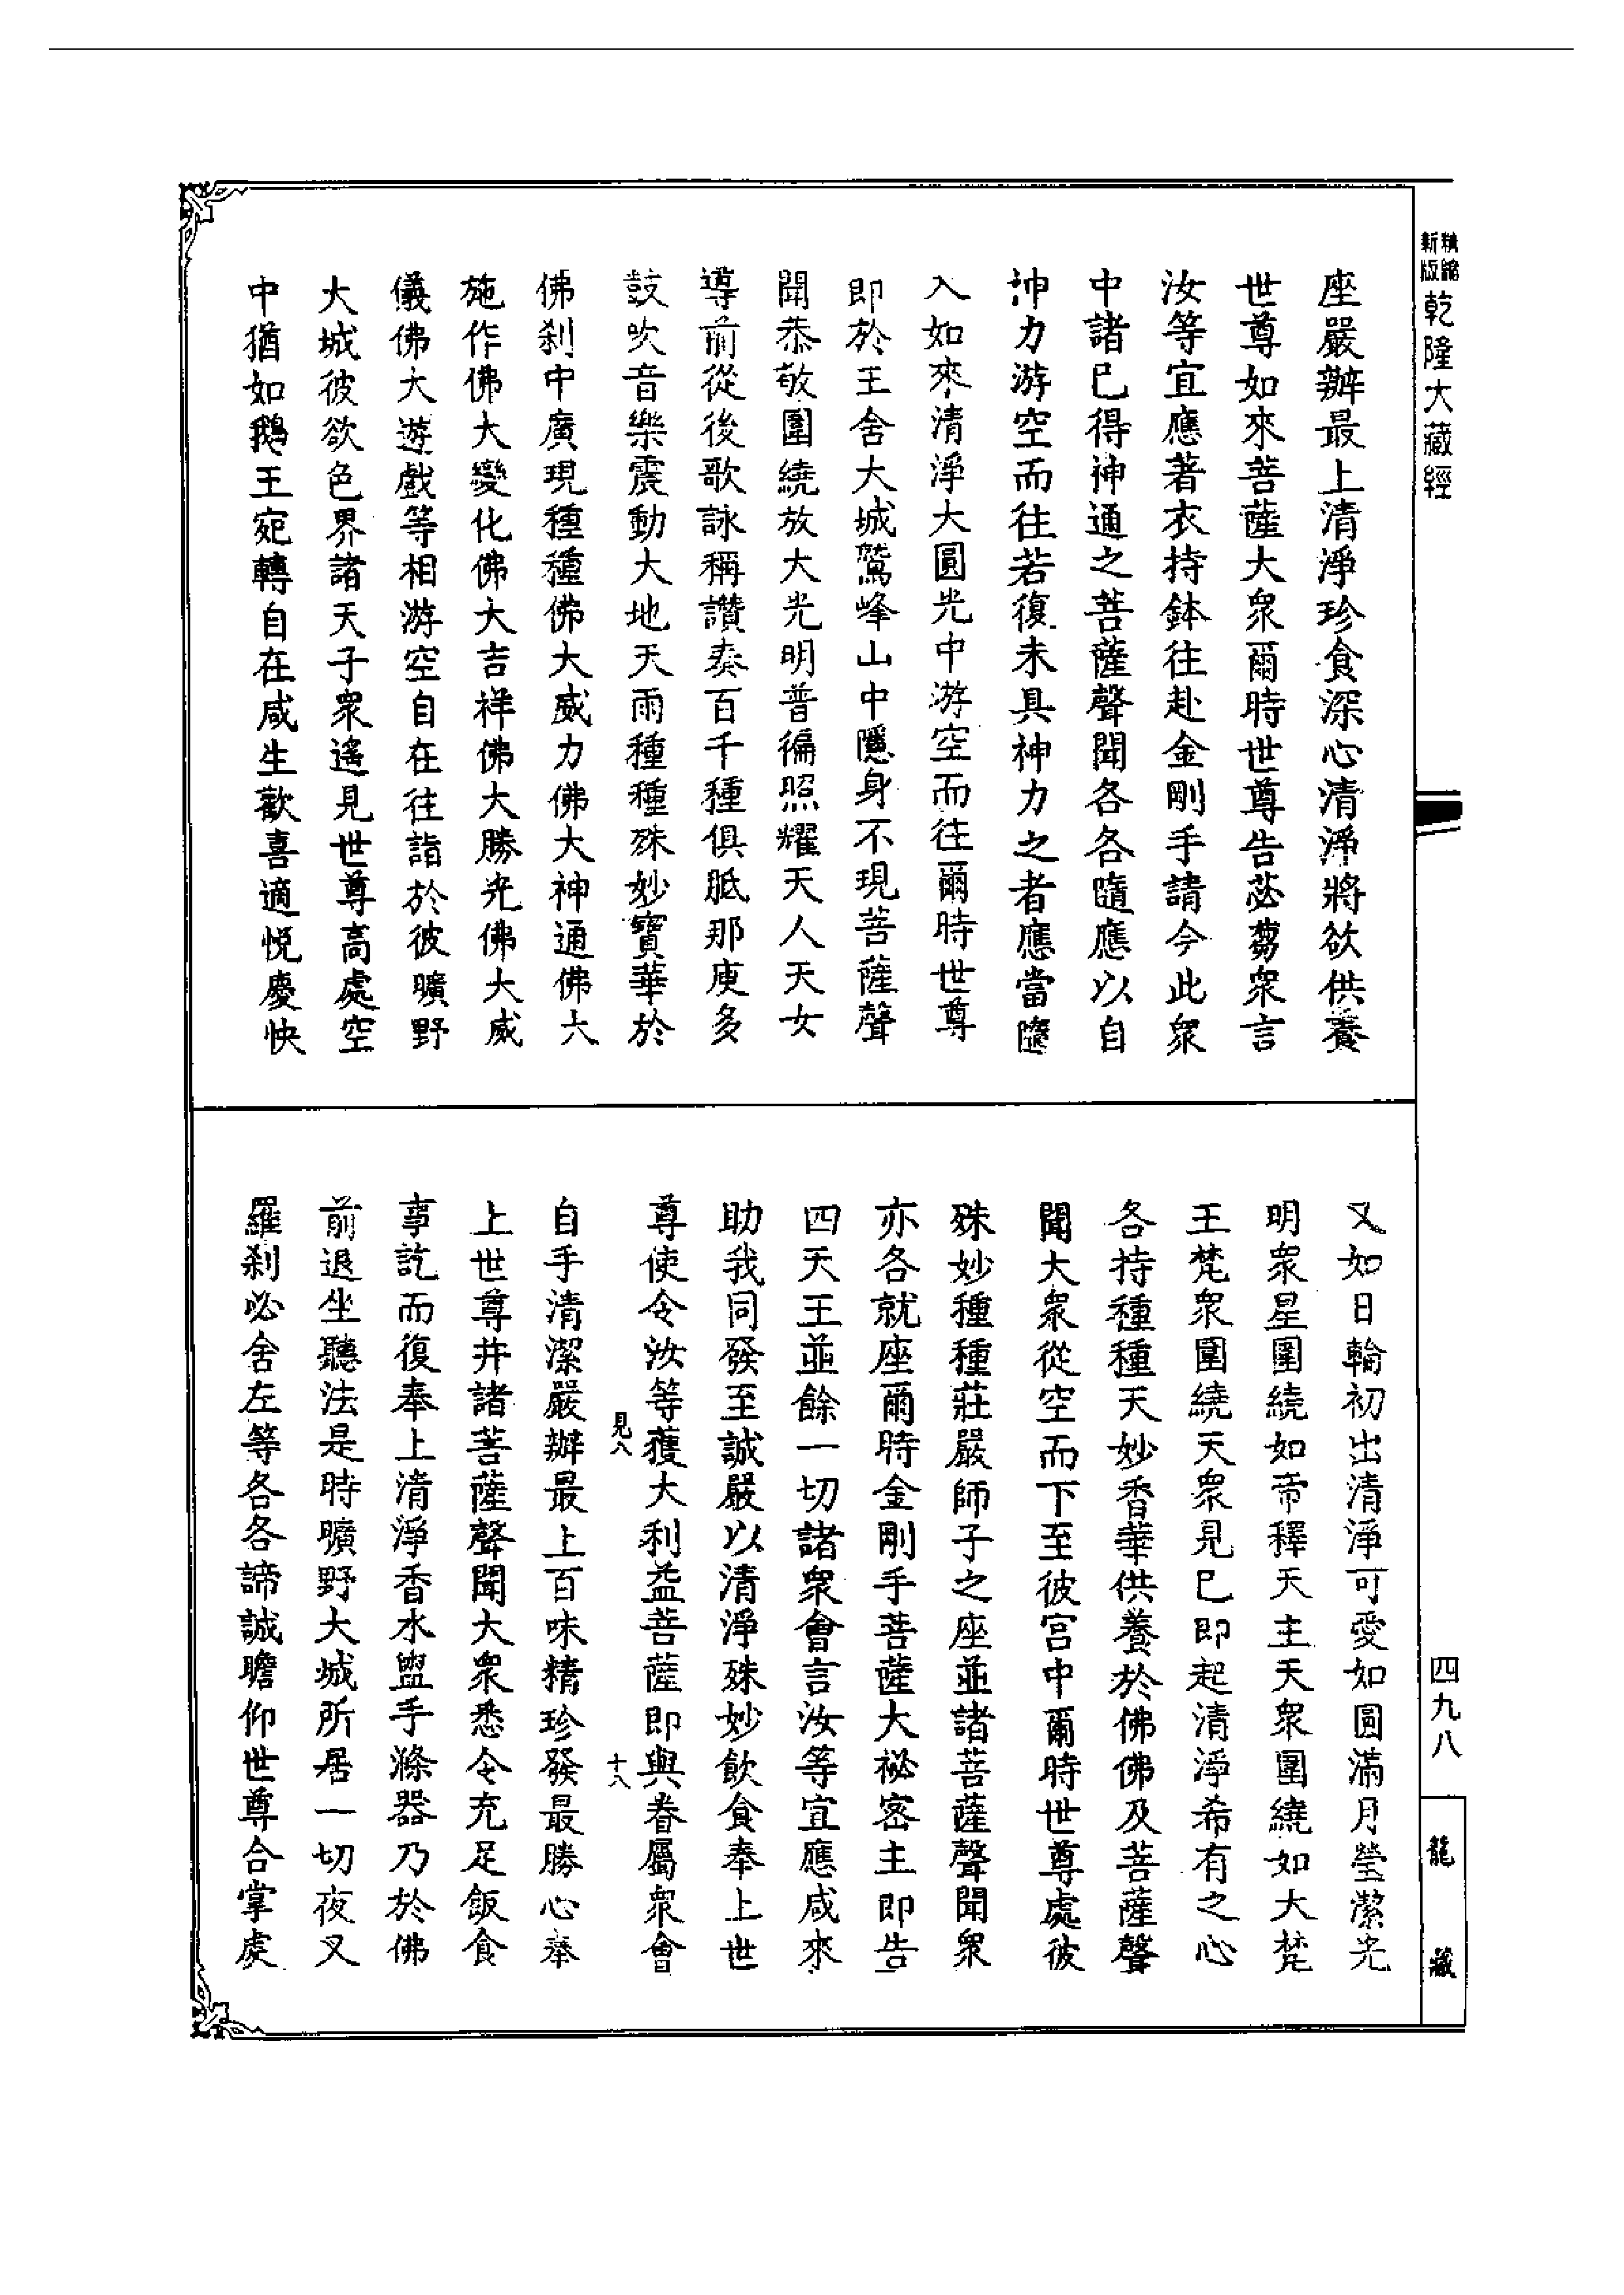 精縮
新版
乾隆大藏經
座嚴辦最上清淨珍食深心清淨將欲供養
世尊如來菩薩大衆爾時世尊告苾蒭衆言
汝等宜應著衣持鉢往赴金剛手請今此衆
中諸已得神通之菩薩聲聞各各隨應以自
神力游空而往若復未具神力之者應當隨
入如來清淨大圓光中游空而往爾時世尊
即於王舍大城鷲峰山中隱身不現菩薩聲
聞恭敬圍繞放大光明普徧照耀天人天女
導前從後歌詠稱讚奏百千種俱胝那庾多
鼓吹音樂震動大地天雨種種殊妙寶華於
佛刹中廣現種種佛大威力佛大神通佛大
施作佛大變化佛大吉祥佛大勝光佛大威
儀佛大遊戲等相游空自在往詣於彼曠野
大城彼欲色界諸天子衆遙見世尊高處空
中猶如鵝王宛轉自在咸生歡喜適悅慶快
又如日輪初出清淨可愛如圓滿月瑩潔光
明衆星圍繞如帝釋天主天衆圍繞如大梵
王梵衆圍繞天衆見已即起清淨希有之心
各持種種天妙香華供養於佛佛及菩薩聲
聞大衆從空而下至彼宮中爾時世尊處彼
殊妙種種莊嚴師子之座並諸菩薩聲聞衆
亦各就座爾時金剛手菩薩大祕密主即告
四天王並餘一切諸衆會言汝等宜應咸來
助我同發至誠嚴以清淨殊妙飲食奉上世
尊使令汝等獲大利益菩薩即與眷屬衆會
見八
十八
自手清潔嚴辦最上百味精珍發最勝心奉
上世尊并諸菩薩聲聞大衆悉令充足飯食
事訖而復奉上清淨香水盥手滌器乃於佛
前退坐聽法是時曠野大城所居一切夜叉
羅刹必舍左等各各諦誠瞻仰世尊合掌處
四九八
龍藏